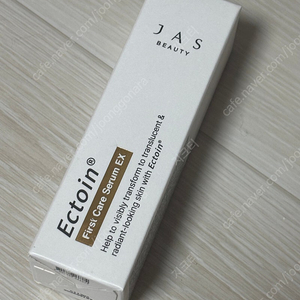 JAS
BEAUTY
Ectoin®
First Care Serum EX
Help to visibly transform to translucent &
radiant-looking skin with Ectoin®